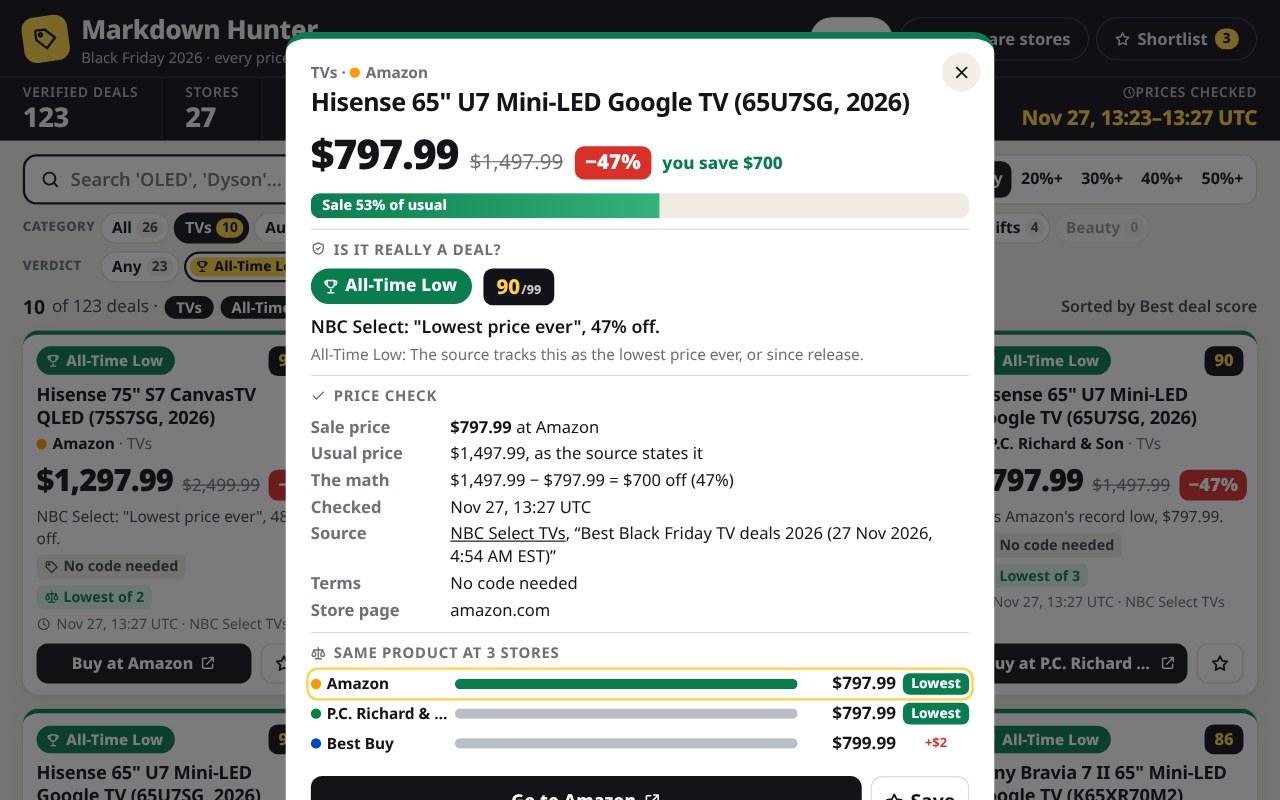 Markdown Hunter
Black Friday 2026 · every price
are stores
Shortlist 3
VERIFIED DEALS
123
STORES
27
PRICES CHECKED
Nov 27, 13:23–13:27 UTC
Search 'OLED', 'Dyson'...
20%+ 30%+ 40%+ 50%+
CATEGORY All 26 TVs 10 Au
ifts 4 Beauty 0
VERDICT Any 23 All-Time Lo
10 of 123 deals · TVs All-Time
Sorted by Best deal score
All-Time Low 9
Hisense 75" S7 CanvasTV
QLED (75S7SG, 2026)
Amazon · TVs
$1,297.99 $2,499.99
NBC Select: "Lowest price ever", 48
off.
No code needed
Lowest of 2
Nov 27, 13:27 UTC · NBC Select TVs
Buy at Amazon
All-Time Low 9
Hisense 65" U7 Mini-LED
Google TV (65U7SG, 2026)
TVs · Amazon
Hisense 65" U7 Mini-LED Google TV (65U7SG, 2026)
$797.99 $1,497.99 −47% you save $700
Sale 53% of usual
IS IT REALLY A DEAL?
All-Time Low 90/99
NBC Select: "Lowest price ever", 47% off.
All-Time Low: The source tracks this as the lowest price ever, or since release.
PRICE CHECK
Sale price $797.99 at Amazon
Usual price $1,497.99, as the source states it
The math $1,497.99 − $797.99 = $700 off (47%)
Checked Nov 27, 13:27 UTC
Source NBC Select TVs, “Best Black Friday TV deals 2026 (27 Nov 2026,
4:54 AM EST)”
Terms No code needed
Store page amazon.com
SAME PRODUCT AT 3 STORES
Amazon $797.99 Lowest
P.C. Richard & ... $797.99 Lowest
Best Buy $799.99 +$2
Go to Amazon
Save
All-Time Low 90
sense 65" U7 Mini-LED
ogle TV (65U7SG, 2026)
P.C. Richard & Son · TVs
797.99 $1,497.99 −47%
s Amazon's record low, $797.99.
No code needed
Lowest of 3
Nov 27, 13:27 UTC · NBC Select TVs
uy at P.C. Richard ...
All-Time Low 86
ny Bravia 7 II 65" Mini-LED
(K65XR70M2)